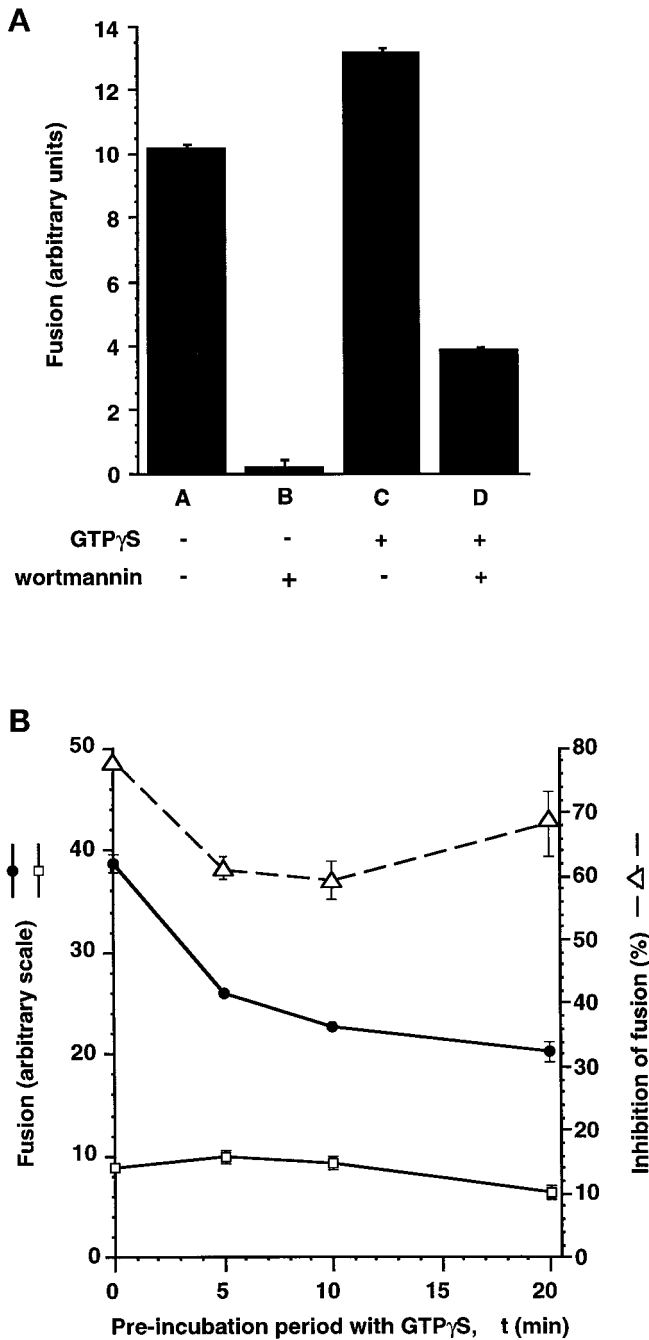 A
Fusion (arbitrary units)
14
12
10
8
6
4
2
0
A B C D
GTPγS - - + +
wortmannin - + - +
B
Fusion (arbitrary scale)
50
40
30
20
10
0
Inhibition of fusion (%)
80
70
60
50
40
30
20
10
0
0 5 10 15 20
Pre-incubation period with GTPγS, t (min)